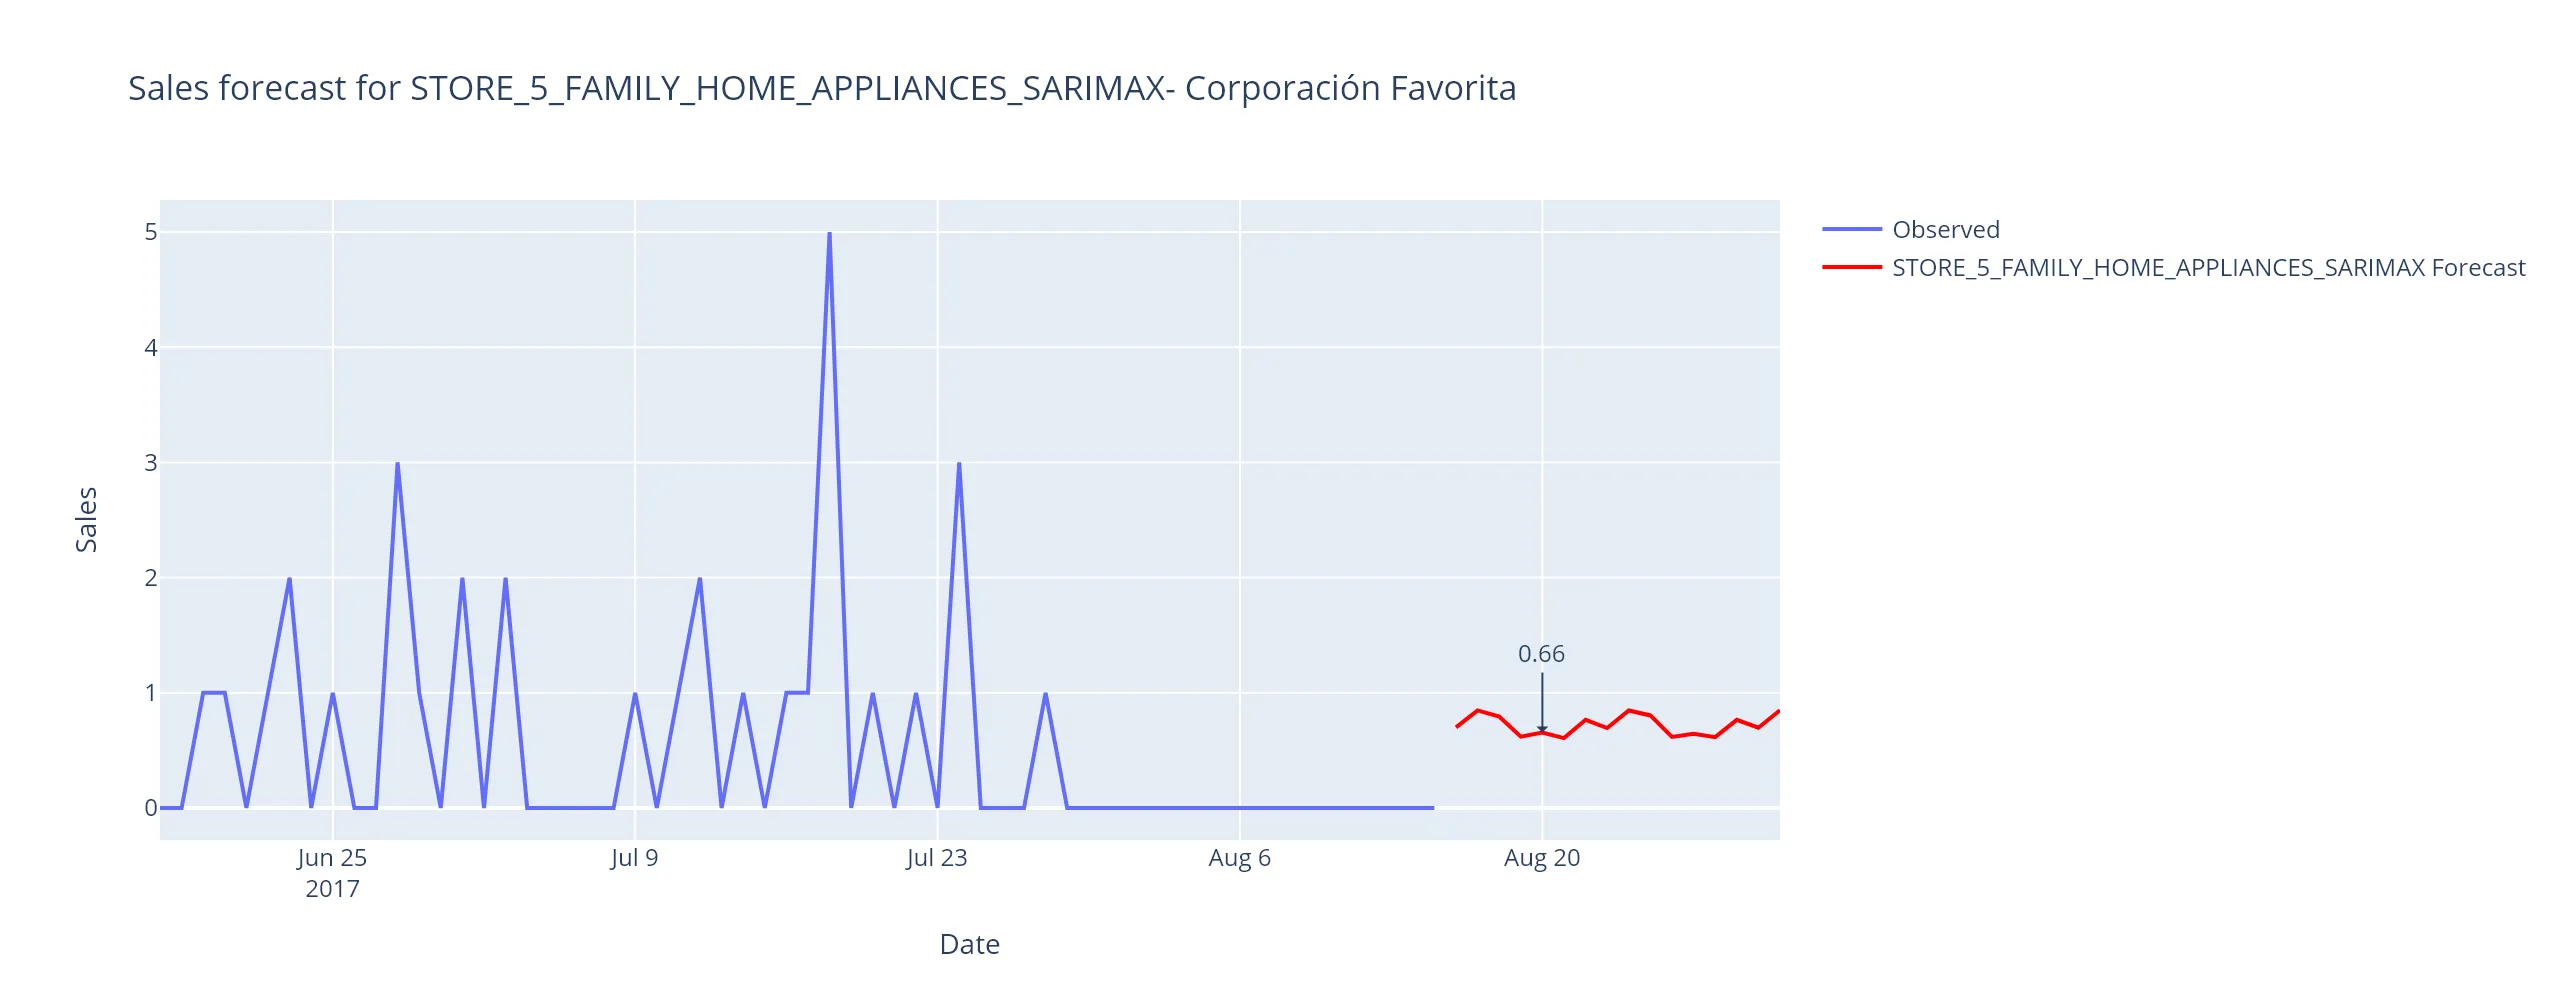 Sales forecast for STORE_5_FAMILY_HOME_APPLIANCES_SARIMAX- Corporación Favorita
Observed
STORE_5_FAMILY_HOME_APPLIANCES_SARIMAX Forecast
5
4
3
2
1
0
Sales
0.66
Jun 25
2017
Jul 9
Jul 23
Aug 6
Aug 20
Date